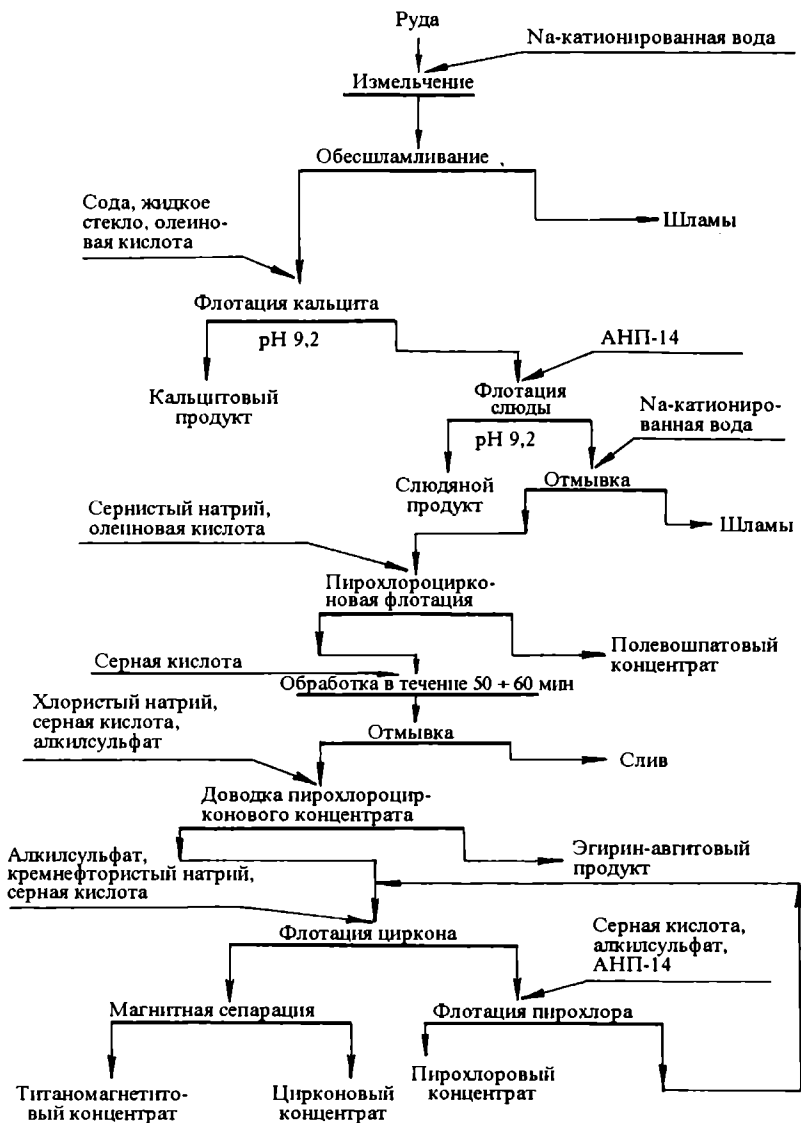 Руда
Na-катионированная вода
Измельчение
Обесшламливание
Сода, жидкое
стекло, олеино-
вая кислота
Шламы
Флотация кальцита
pH 9,2
АНП-14
Кальцитовый
продукт
Флотация
слюды
pH 9,2
Na-катиониро-
ванная вода
Слюдяной
продукт
Отмывка
Шламы
Сернистый натрий,
олеиновая кислота
Пирохлороцирко-
новая флотация
Полевошпатовый
концентрат
Серная кислота
Обработка в течение 50 ÷ 60 мин
Хлористый натрий,
серная кислота,
алкилсульфат
Отмывка
Слив
Доводка пирохлороцир-
конового концентрата
Эгирин-авгитовый
продукт
Алкилсульфат,
кремнефтористый натрий,
серная кислота
Флотация циркона
Серная кислота,
алкилсульфат,
АНП-14
Магнитная сепарация
Флотация пирохлора
Титаномагнетито-
вый концентрат
Цирконовый
концентрат
Пирохлоровый
концентрат